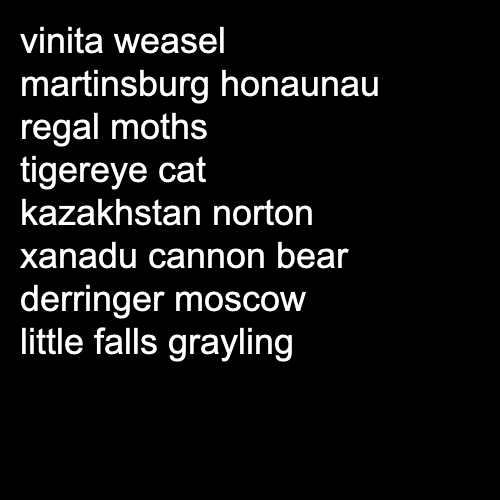 vinita weasel
martinsburg honaunau
regal moths
tigereye cat
kazakhstan norton
xanadu cannon bear
derringer moscow
little falls grayling